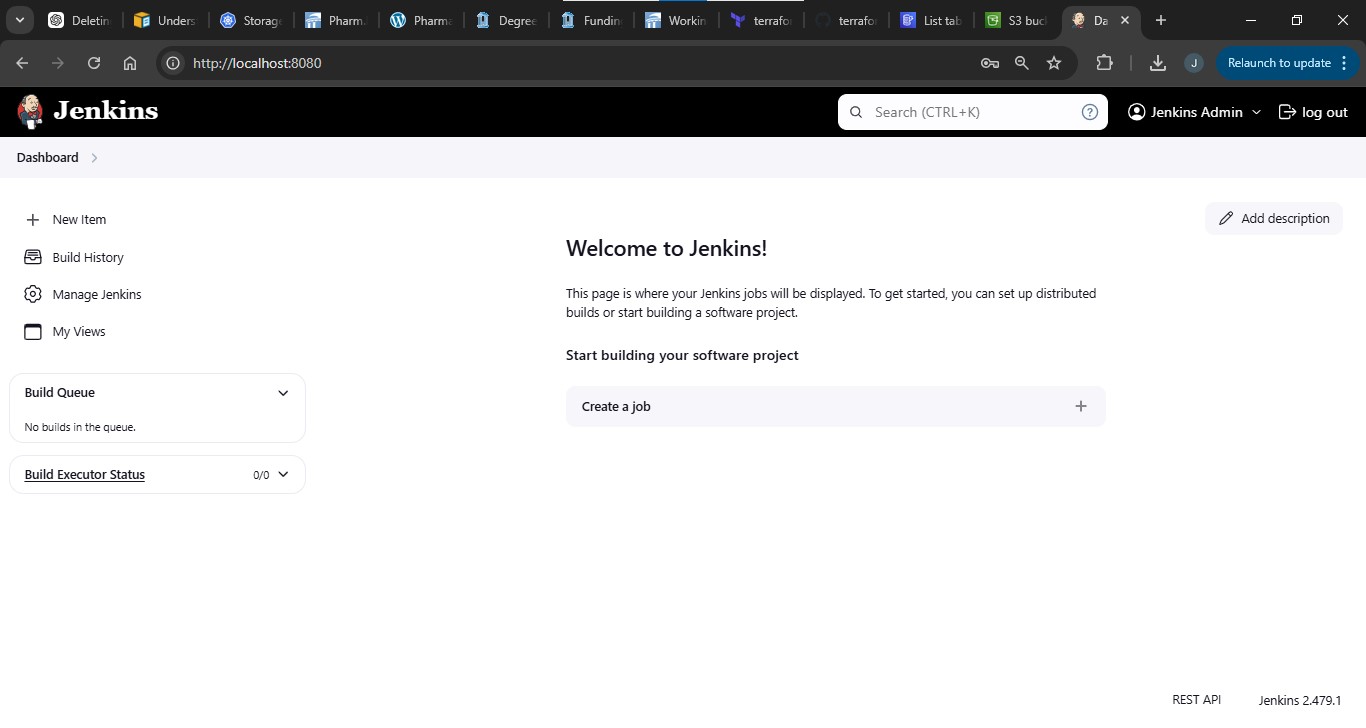 Deletin
Unders
Storag
Pharm.
Pharma
Degree
Fundin
Workin
terrafo
terrafo
List tab
S3 buc
Da
http://localhost:8080
J
Relaunch to update
Jenkins
Search (CTRL+K)
?
Jenkins Admin
log out
Dashboard
New Item
Add description
Build History
Manage Jenkins
My Views
Welcome to Jenkins!
This page is where your Jenkins jobs will be displayed. To get started, you can set up distributed
builds or start building a software project.
Start building your software project
Create a job
Build Queue
No builds in the queue.
Build Executor Status
0/0
REST API
Jenkins 2.479.1